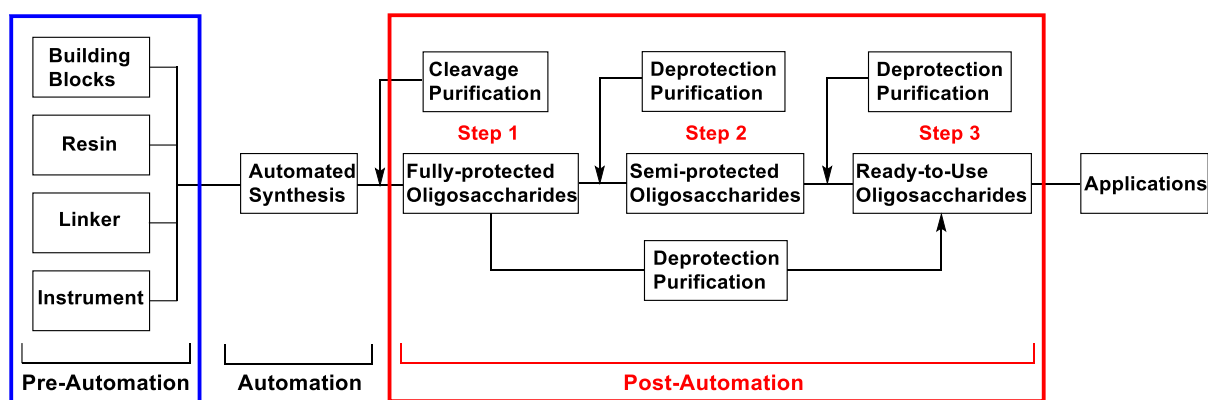 Building
Blocks
Resin
Linker
Instrument
Pre-Automation
Automated
Synthesis
Automation
Cleavage
Purification
Step 1
Fully-protected
Oligosaccharides
Deprotection
Purification
Step 2
Semi-protected
Oligosaccharides
Deprotection
Purification
Step 3
Ready-to-Use
Oligosaccharides
Deprotection
Purification
Post-Automation
Applications